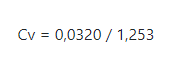 Cv = 0,0320 / 1,253